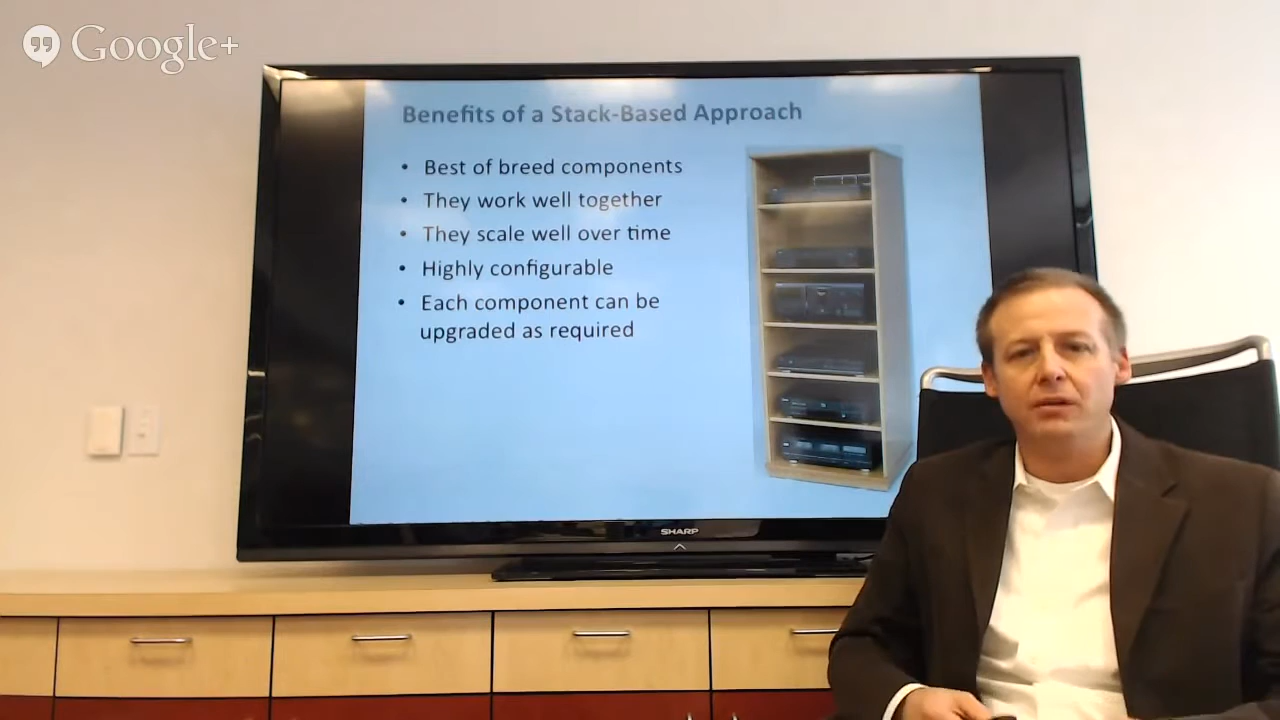 Google+
Benefits of a Stack-Based Approach
• Best of breed components
• They work well together
• They scale well over time
• Highly configurable
• Each component can be
upgraded as required
SHARP